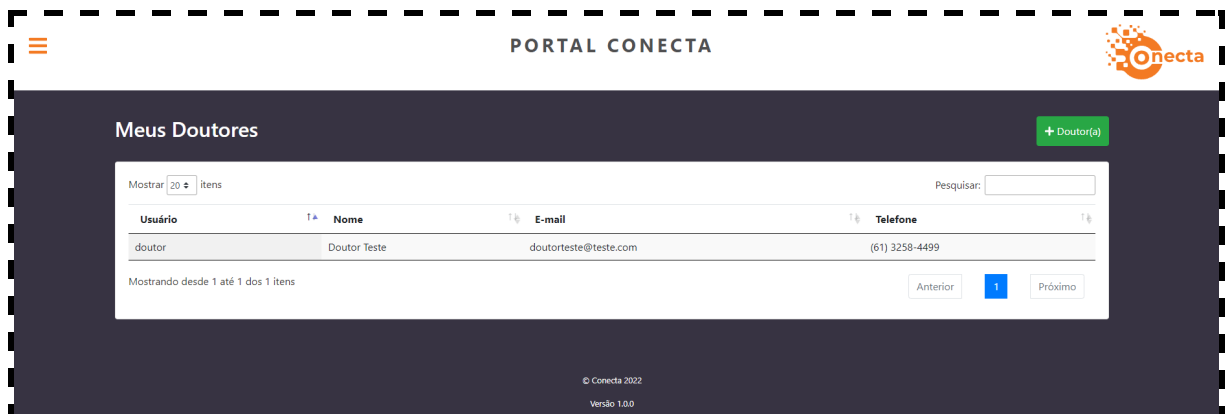 PORTAL CONECTA
Conecta
Meus Doutores
+ Doutor(a)
Mostrar 20 itens
Pesquisar:
Usuário Nome E-mail Telefone
doutor Doutor Teste doutorteste@teste.com (61) 3258-4499
Mostrando desde 1 até 1 dos 1 itens
Anterior 1 Próximo
© Conecta 2022
Versão 1.0.0